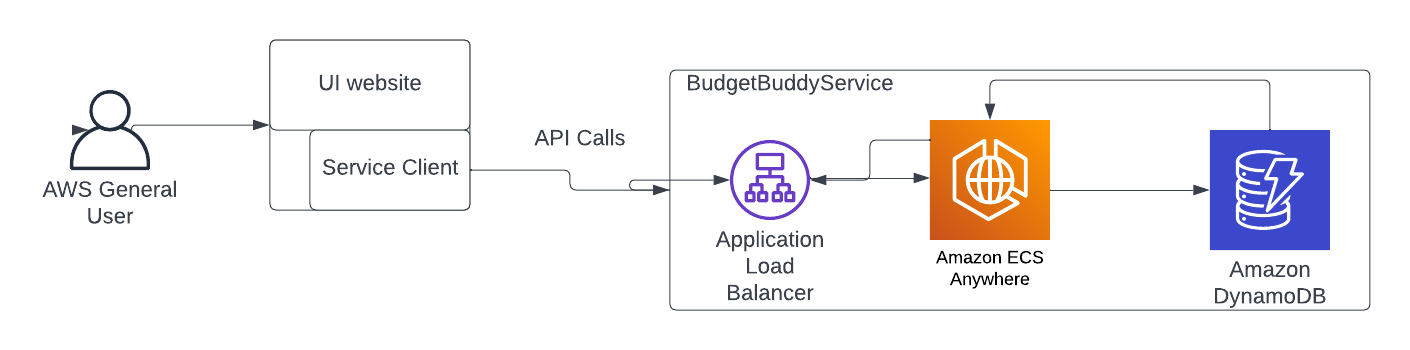 AWS General
User
UI website
Service Client
API Calls
BudgetBuddyService
Application
Load
Balancer
Amazon ECS
Anywhere
Amazon
DynamoDB